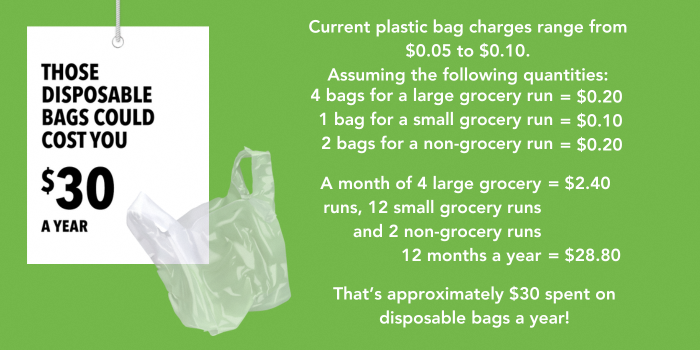 THOSE
DISPOSABLE
BAGS COULD
COST YOU
$30
A YEAR
Current plastic bag charges range from
$0.05 to $0.10.
Assuming the following quantities:
4 bags for a large grocery run = $0.20
1 bag for a small grocery run = $0.10
2 bags for a non-grocery run = $0.20
A month of 4 large grocery = $2.40
runs, 12 small grocery runs
and 2 non-grocery runs
12 months a year = $28.80
That's approximately $30 spent on
disposable bags a year!